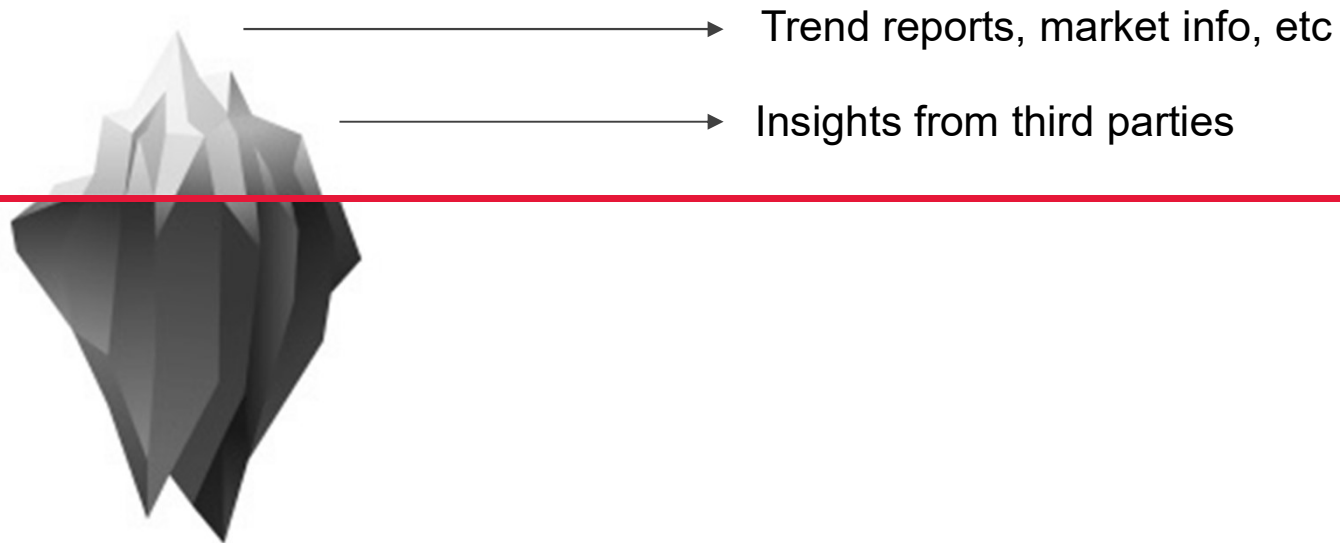 Trend reports, market info, etc
Insights from third parties